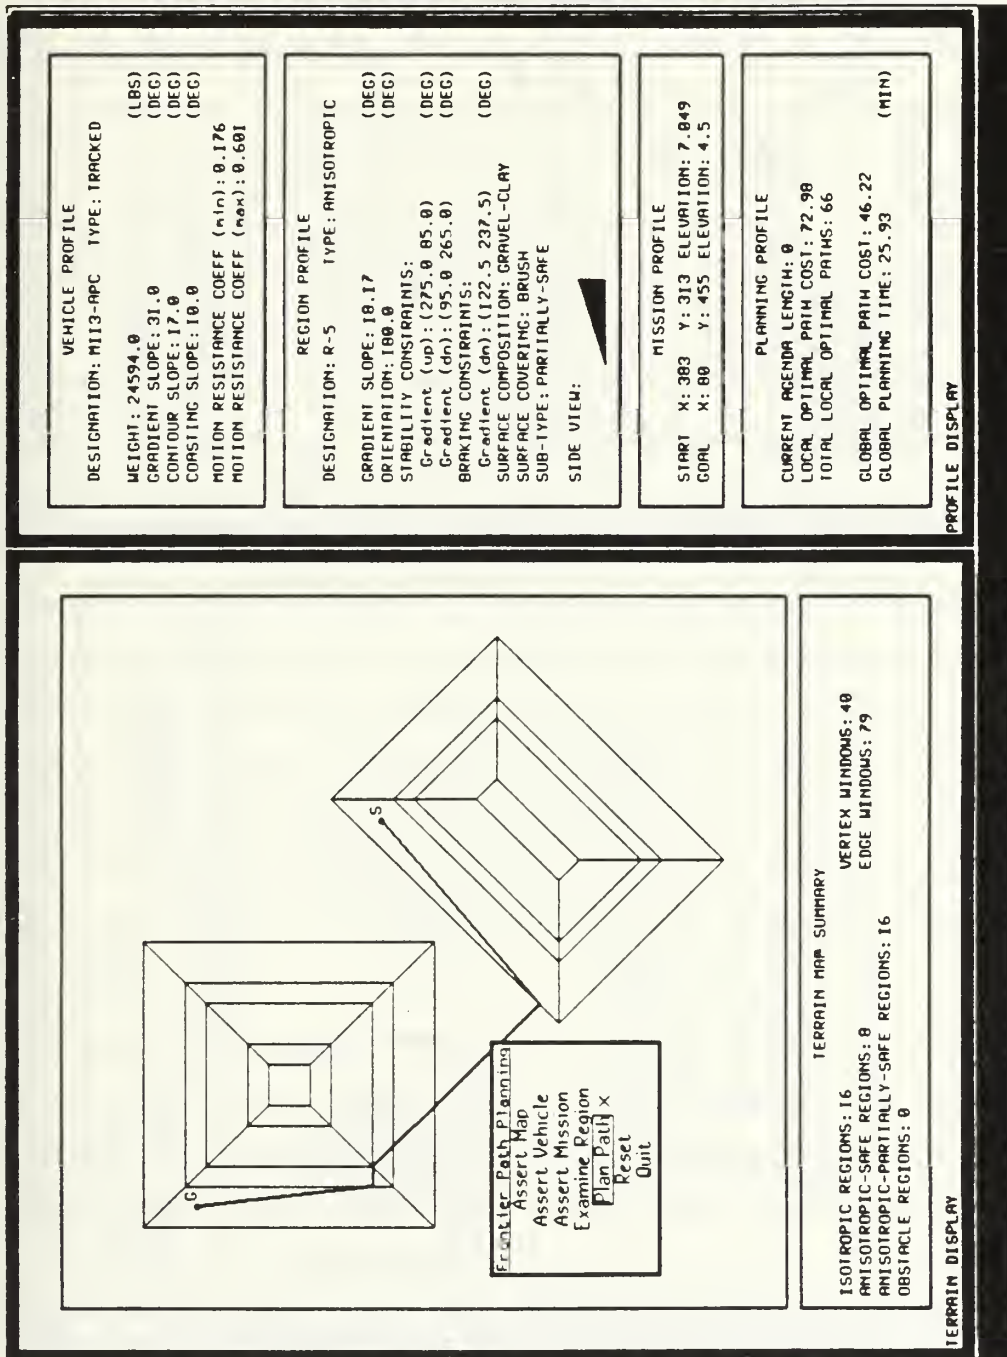 VEHICLE PROFILE
DESIGNATION: M113-APC TYPE: TRACKED
WEIGHT: 24594.0 (LBS)
GRADIENT SLOPE: 31.0 (DEG)
CONTOUR SLOPE: 17.0 (DEG)
COASTING SLOPE: 10.0 (DEG)
MOTION RESISTANCE COEFF (min): 0.176
MOTION RESISTANCE COEFF (max): 0.601
REGION PROFILE
DESIGNATION: R-5 TYPE: ANISOTROPIC
GRADIENT SLOPE: 18.17 (DEG)
ORIENTATION: 180.0 (DEG)
STABILITY CONSTRAINTS:
Gradient (up): (275.0 85.0) (DEG)
Gradient (dn): (95.0 265.0) (DEG)
BRAKING CONSTRAINTS:
Gradient (dn): (122.5 237.5) (DEG)
SURFACE COMPOSITION: GRAVEL-CLAY
SURFACE COVERING: BRUSH
SUB-TYPE: PARTIALLY-SAFE
SIDE VIEW:
MISSION PROFILE
START X: 383 Y: 313 ELEVATION: 7.049
GOAL X: 80 Y: 455 ELEVATION: 4.5
PLANNING PROFILE
CURRENT AGENDA LENGTH: 0
LOCAL OPTIMAL PATH COST: 72.98
TOTAL LOCAL OPTIMAL PATHS: 66
GLOBAL OPTIMAL PATH COST: 46.22
GLOBAL PLANNING TIME: 25.93 (MIN)
PROFILE DISPLAY
G
S
Frontier Path Planning
Assert Map
Assert Vehicle
Assert Mission
Examine Region
Plan Path X
Reset
Quit
TERRAIN MAP SUMMARY
ISOTROPIC REGIONS: 16 VERTEX WINDOWS: 40
ANISOTROPIC-SAFE REGIONS: 8 EDGE WINDOWS: 79
ANISOTROPIC-PARTIALLY-SAFE REGIONS: 16
OBSTACLE REGIONS: 0
TERRAIN DISPLAY